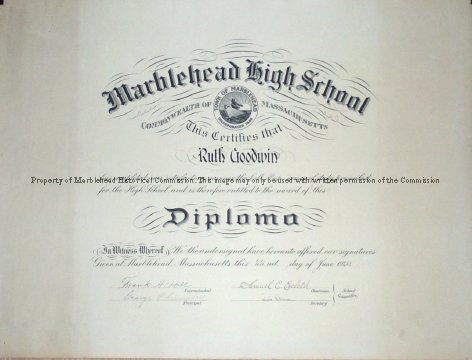 Marblehead High School
TOWN OF MARBLEHEAD
COMMONWEALTH OF MASSACHUSETTS
This Certifies that
Ruth Goodwin
Property of Marblehead Historical Commission. This image may only be used with written permission of the Commission
for the High School and is therefore entitled to the award of this
Diploma
In Witness Whereof, We the undersigned have hereunto affixed our signatures
Given at Marblehead, Massachusetts this day of June
Superintendent
Chairman
School Committee
Principal
Secretary